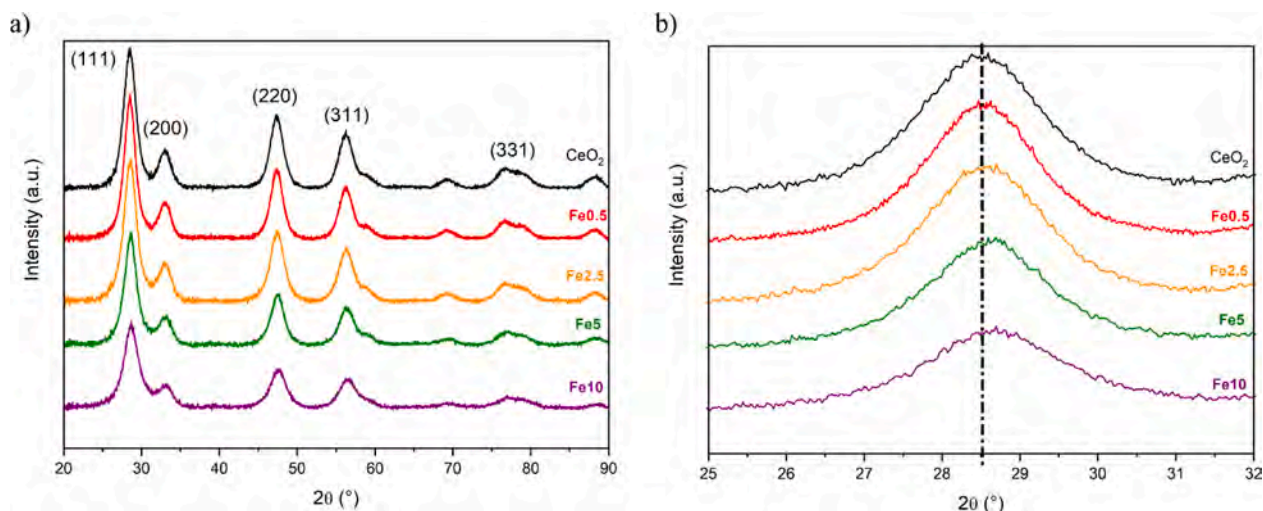 a)
(111)
(200)
(220)
(311)
(331)
CeO₂
Fe0.5
Fe2.5
Fe5
Fe10
Intensity (a.u.)
20 30 40 50 60 70 80 90
2θ (°)
b)
CeO₂
Fe0.5
Fe2.5
Fe5
Fe10
Intensity (a.u.)
25 26 27 28 29 30 31 32
2θ (°)